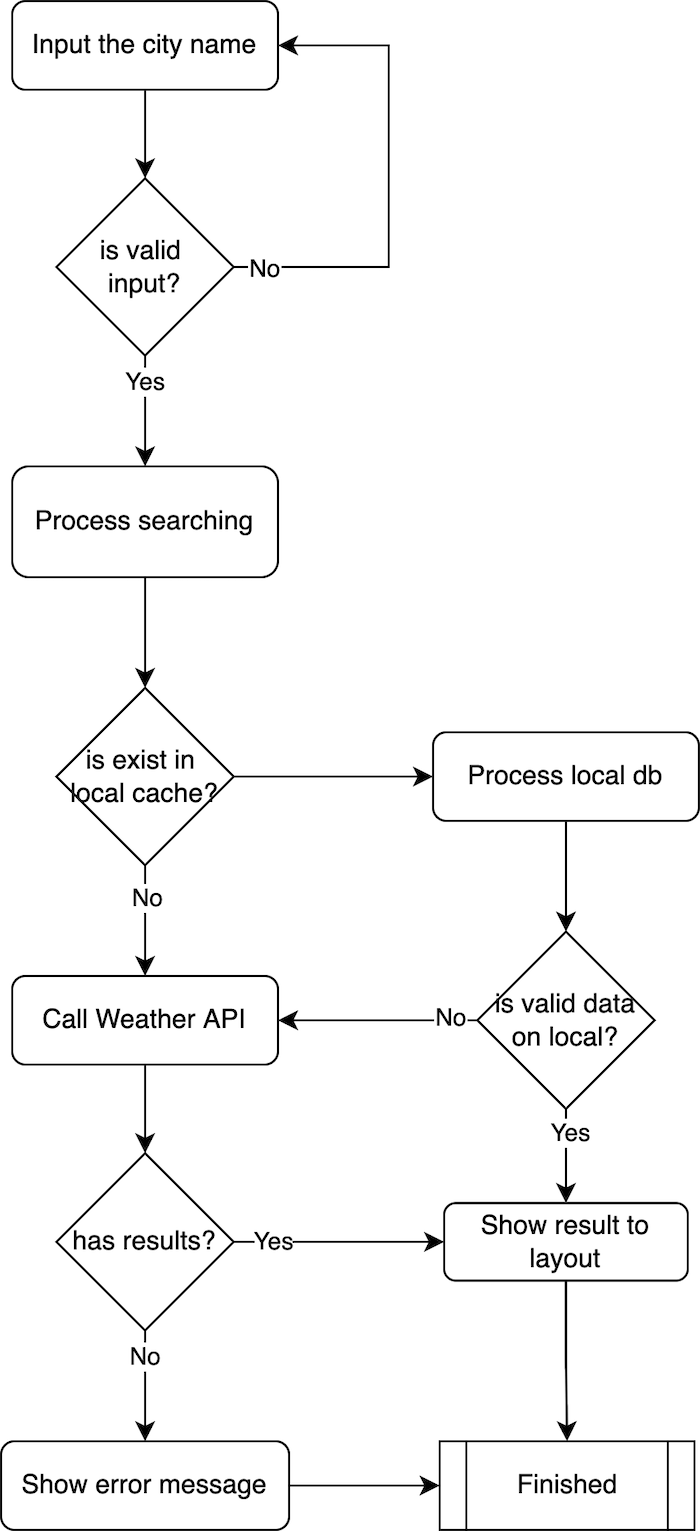 Input the city name
is valid
input?
No
Yes
Process searching
is exist in
local cache?
Process local db
No
Call Weather API
No
is valid data
on local?
Yes
has results?
Yes
Show result to
layout
No
Show error message
Finished